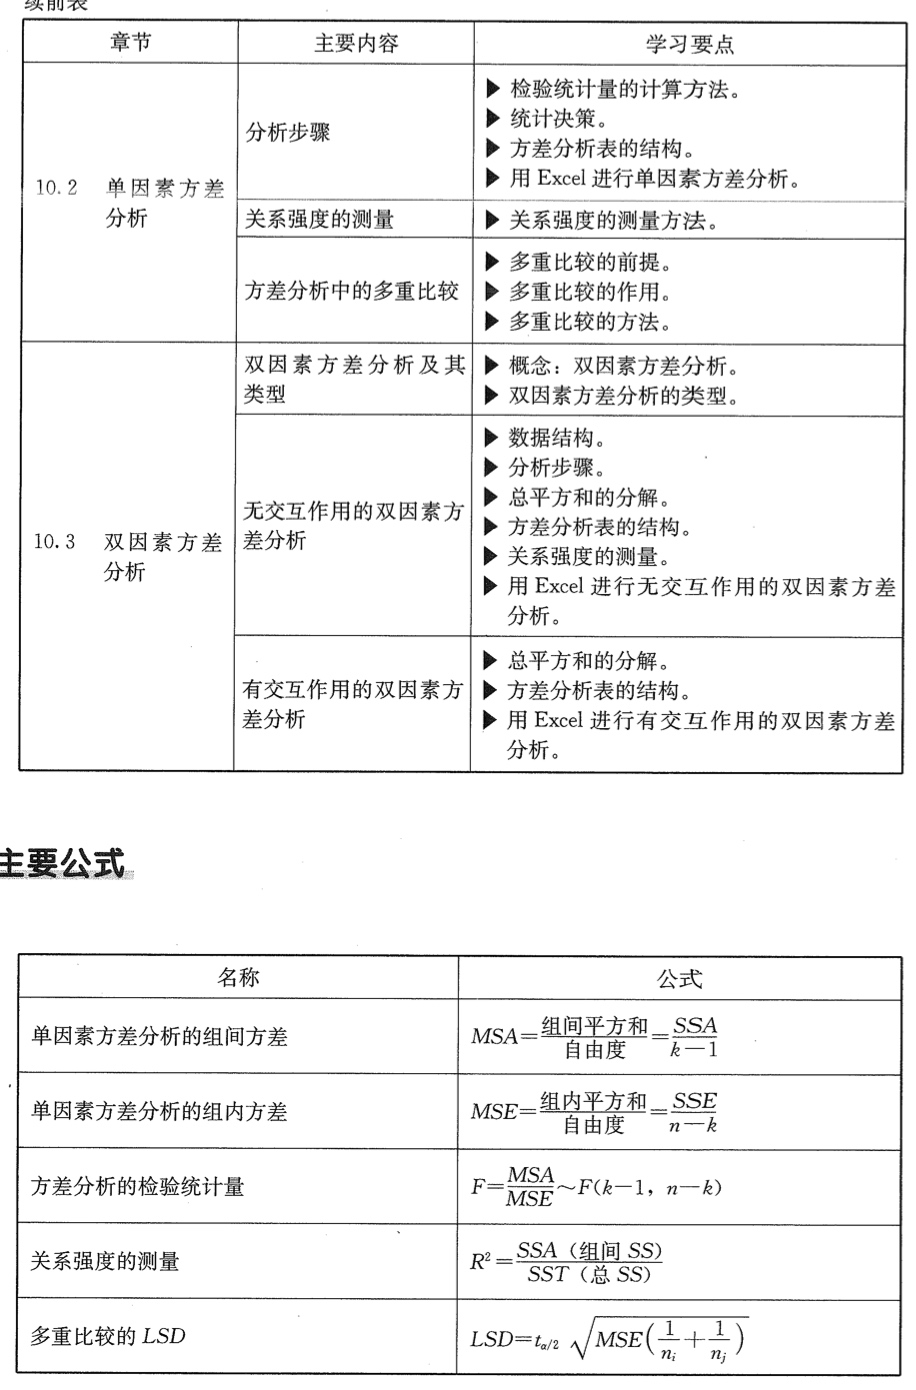 续前表
章节 主要内容 学习要点
10.2 单因素方差分析
分析步骤
▶ 检验统计量的计算方法。
▶ 统计决策。
▶ 方差分析表的结构。
▶ 用 Excel 进行单因素方差分析。
关系强度的测量
▶ 关系强度的测量方法。
方差分析中的多重比较
▶ 多重比较的前提。
▶ 多重比较的作用。
▶ 多重比较的方法。
10.3 双因素方差分析
双因素方差分析及其
类型
▶ 概念：双因素方差分析。
▶ 双因素方差分析的类型。
无交互作用的双因素方
差分析
▶ 数据结构。
▶ 分析步骤。
▶ 总平方和的分解。
▶ 方差分析表的结构。
▶ 关系强度的测量。
▶ 用 Excel 进行无交互作用的双因素方差
分析。
有交互作用的双因素方
差分析
▶ 总平方和的分解。
▶ 方差分析表的结构。
▶ 用 Excel 进行有交互作用的双因素方差
分析。
主要公式
名称 公式
单因素方差分析的组间方差 MSA=组间平方和/自由度=SSA/(k−1)
单因素方差分析的组内方差 MSE=组内平方和/自由度=SSE/(n−k)
方差分析的检验统计量 F=MSA/MSE~F(k−1, n−k)
关系强度的测量 R²=SSA（组间 SS）/SST（总 SS）
多重比较的 LSD LSD=t_{α/2} √(MSE(1/n_i+1/n_j))